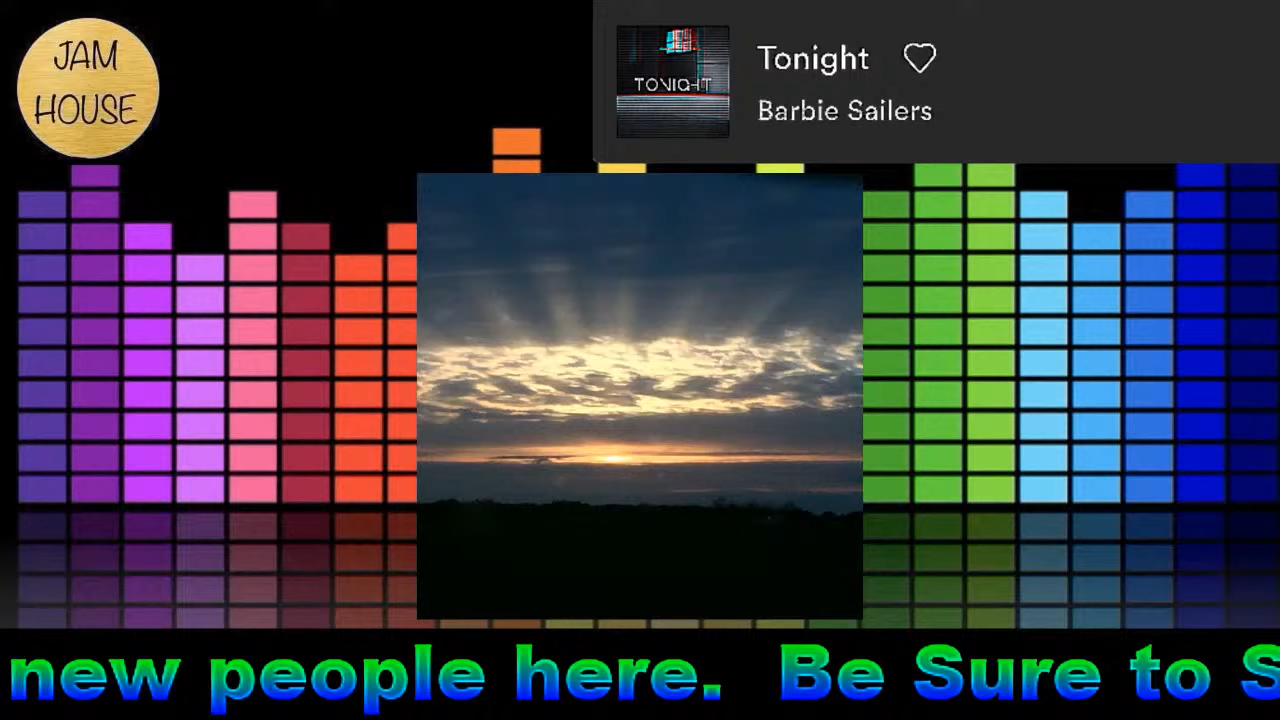 JAM
HOUSE
TONIGHT
Tonight
Barbie Sailers
new people here. Be Sure to S